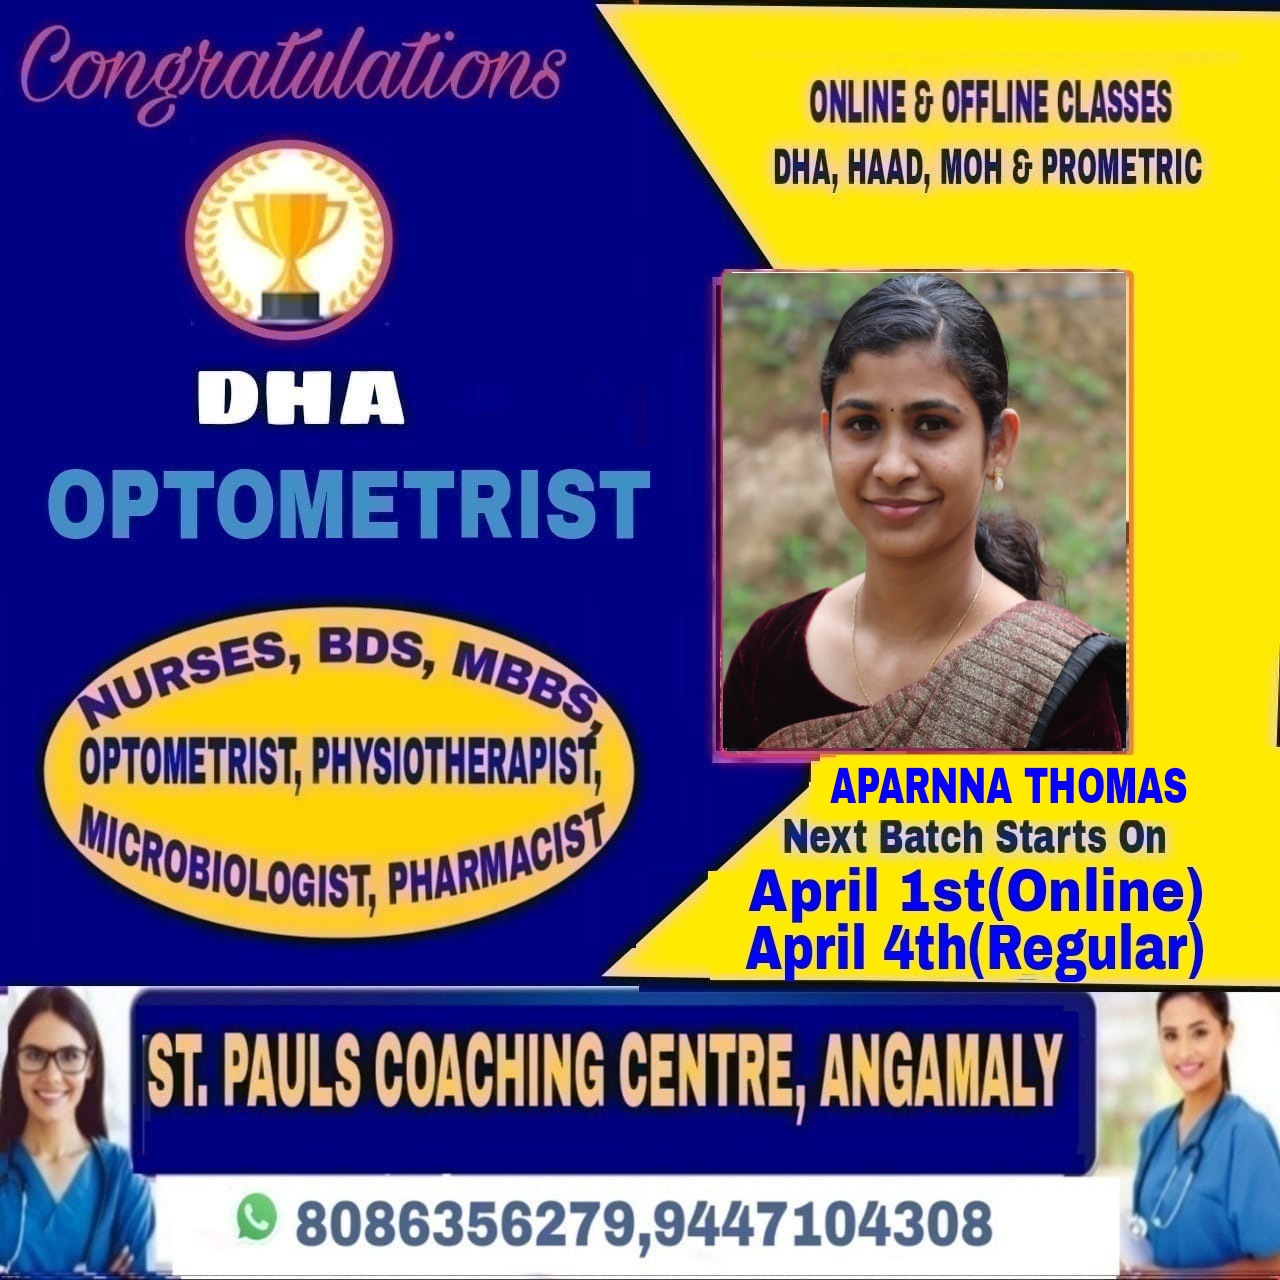 Congratulations
DHA
OPTOMETRIST
NURSES, BDS, MBBS,
OPTOMETRIST, PHYSIOTHERAPIST,
MICROBIOLOGIST, PHARMACIST
ONLINE & OFFLINE CLASSES
DHA, HAAD, MOH & PROMETRIC
APARNNA THOMAS
Next Batch Starts On
April 1st(Online)
April 4th(Regular)
ST. PAULS COACHING CENTRE, ANGAMALY
8086356279,9447104308